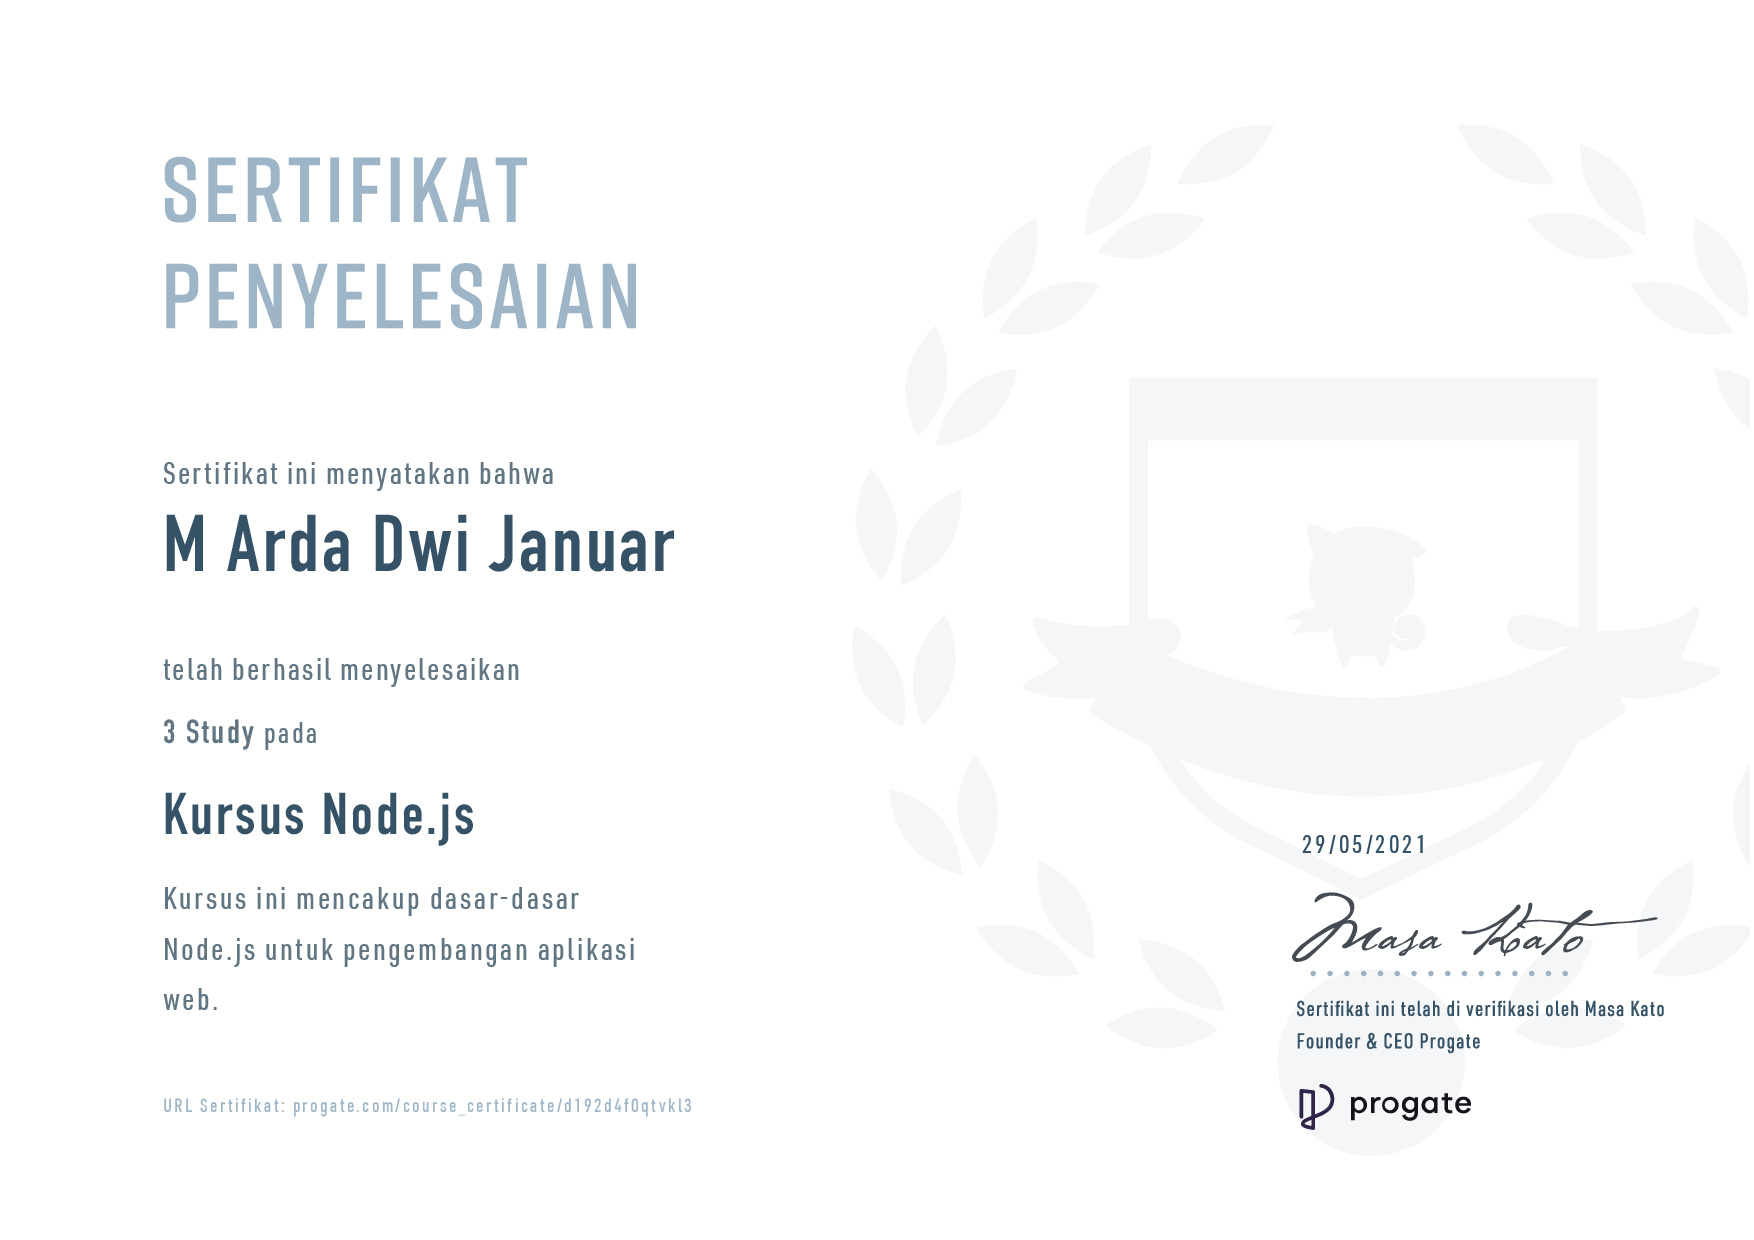 SERTIFIKAT
PENYELESAIAN
Sertifikat ini menyatakan bahwa
M Arda Dwi Januar
telah berhasil menyelesaikan
3 Study pada
Kursus Node.js
Kursus ini mencakup dasar-dasar
Node.js untuk pengembangan aplikasi
web.
URL Sertifikat: progate.com/course_certificate/d192d4f0qtvkl3
29/05/2021
Masa Kato
Sertifikat ini telah di verifikasi oleh Masa Kato
Founder & CEO Progate
progate